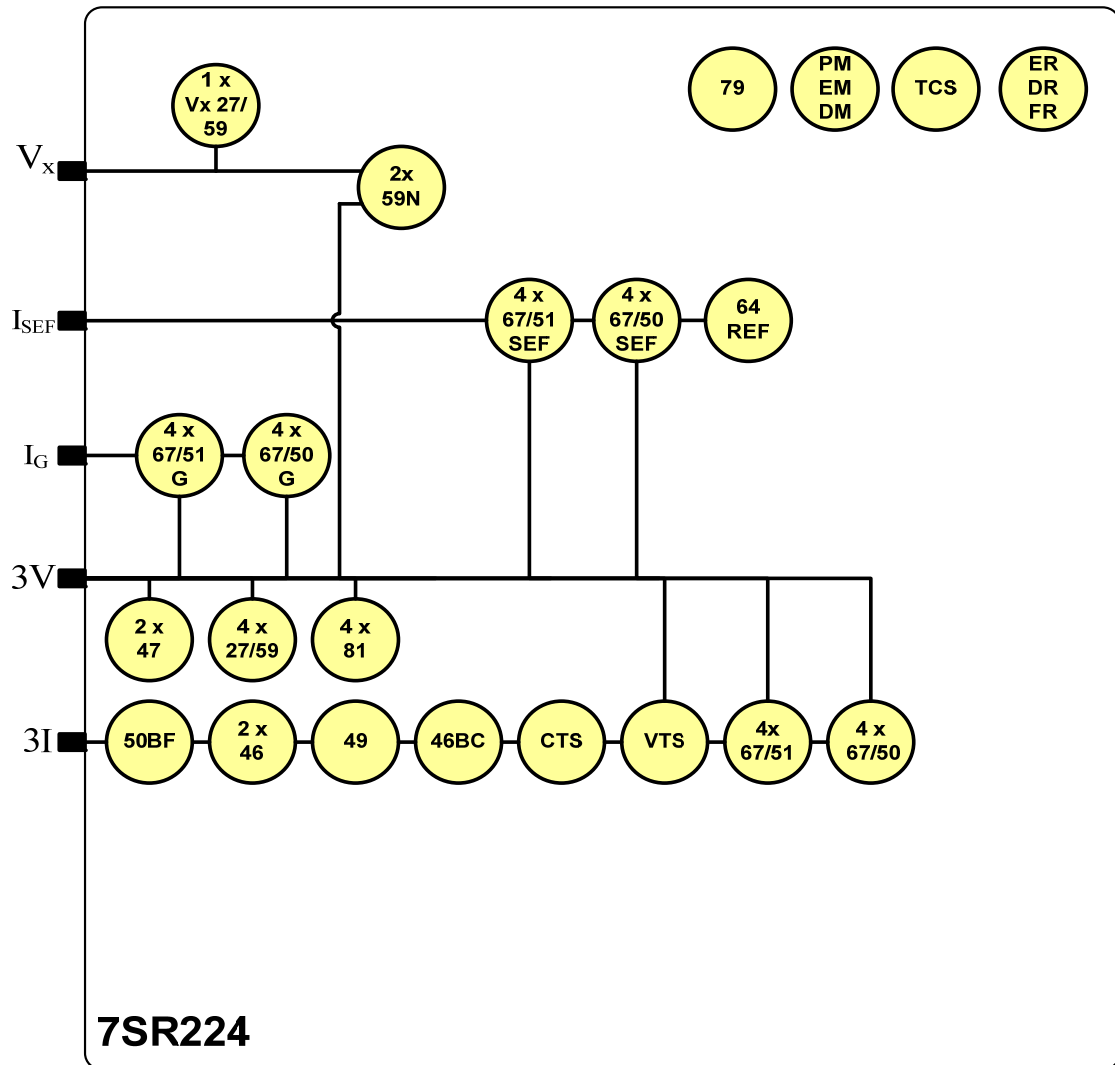 1 x
Vx 27/
59
79
PM
EM
DM
TCS
ER
DR
FR
Vx
2x
59N
ISEF
4 x
67/51
SEF
4 x
67/50
SEF
64
REF
IG
4 x
67/51
G
4 x
67/50
G
3V
2 x
47
4 x
27/59
4 x
81
3I
50BF
2 x
46
49
46BC
CTS
VTS
4x
67/51
4 x
67/50
7SR224